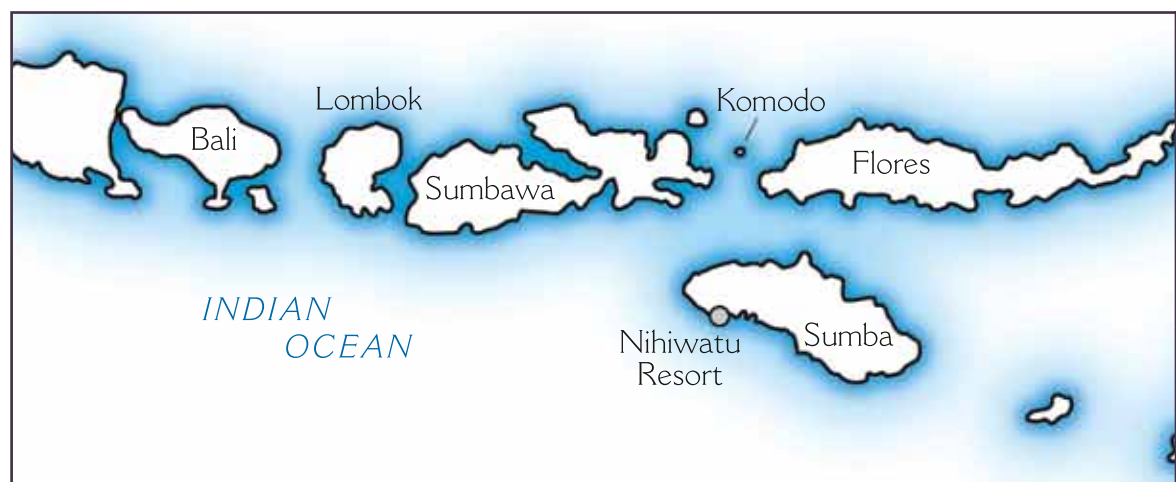 Lombok
Komodo
Bali
Flores
Sumbawa
INDIAN
OCEAN
Nihiwatu
Resort
Sumba